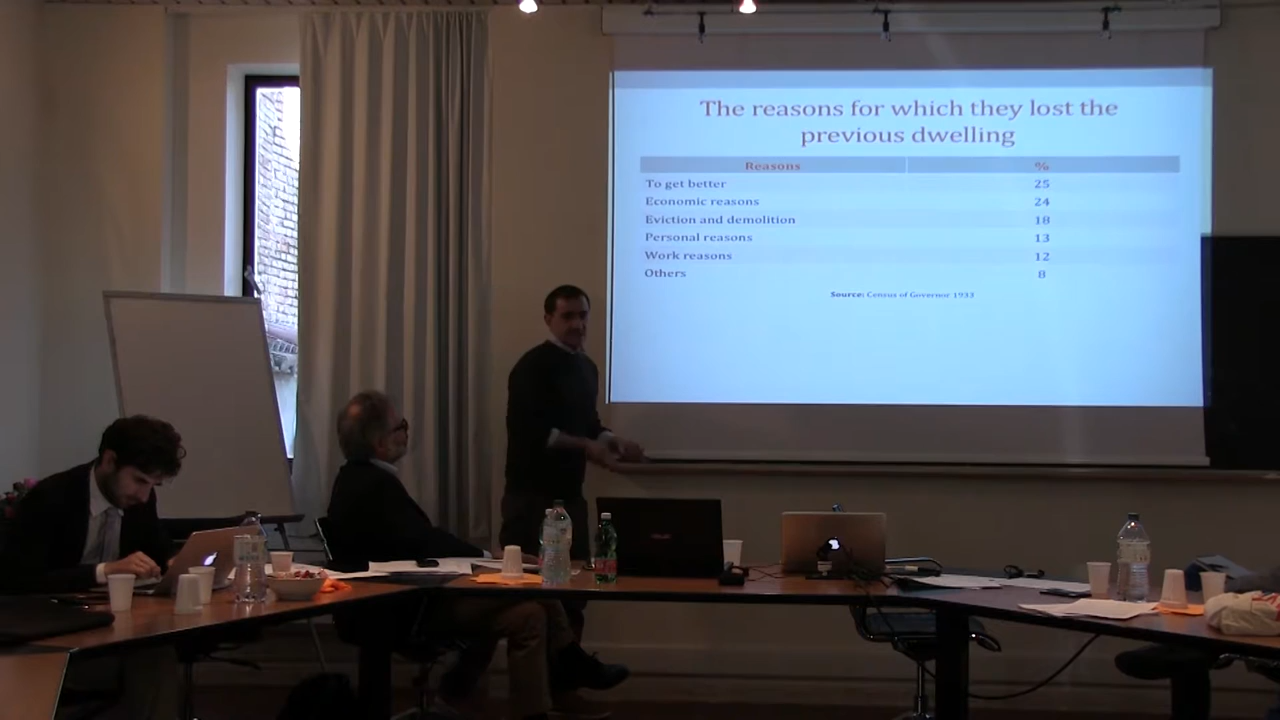 The reasons for which they lost the
previous dwelling
Reasons %
To get better 25
Economic reasons 24
Eviction and demolition 18
Personal reasons 13
Work reasons 12
Others 8
Source: Census of Governor 1933